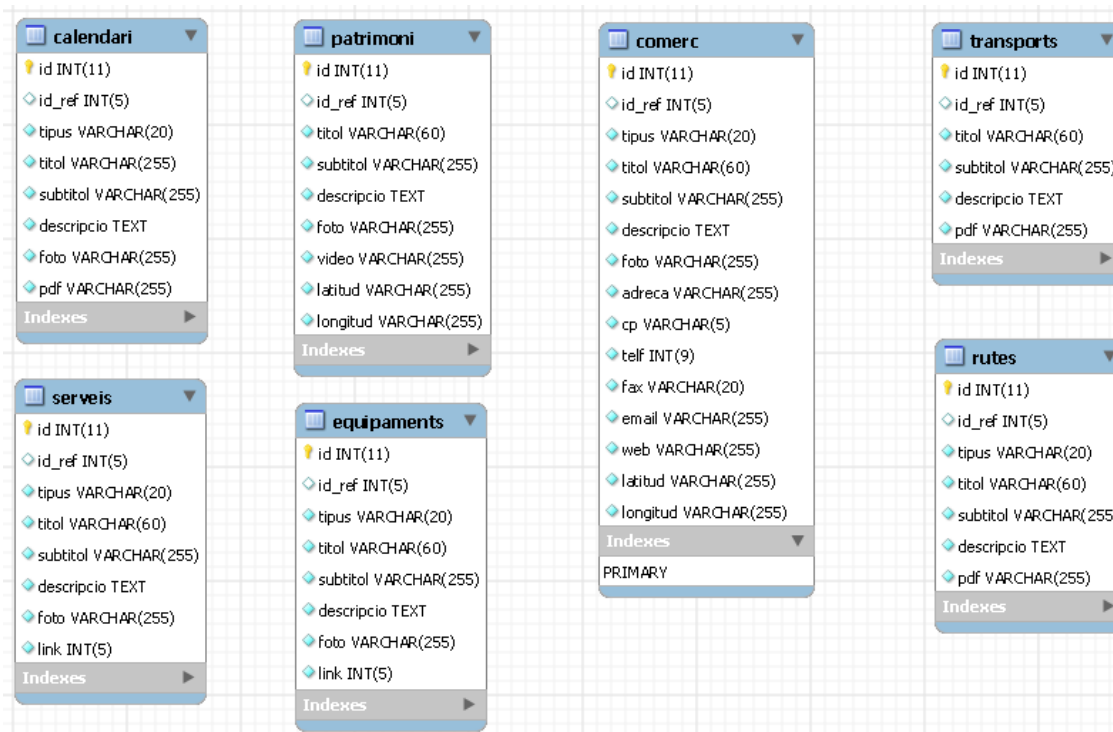 calendari
id INT(11)
id_ref INT(5)
tipus VARCHAR(20)
titol VARCHAR(255)
subtitol VARCHAR(255)
descripcio TEXT
foto VARCHAR(255)
pdf VARCHAR(255)
Indexes
serveis
id INT(11)
id_ref INT(5)
tipus VARCHAR(20)
titol VARCHAR(60)
subtitol VARCHAR(255)
descripcio TEXT
foto VARCHAR(255)
link INT(5)
Indexes
patrimoni
id INT(11)
id_ref INT(5)
titol VARCHAR(60)
subtitol VARCHAR(255)
descripcio TEXT
foto VARCHAR(255)
video VARCHAR(255)
latitud VARCHAR(255)
longitud VARCHAR(255)
Indexes
equipaments
id INT(11)
id_ref INT(5)
tipus VARCHAR(20)
titol VARCHAR(60)
subtitol VARCHAR(255)
descripcio TEXT
foto VARCHAR(255)
link INT(5)
Indexes
comerc
id INT(11)
id_ref INT(5)
tipus VARCHAR(20)
titol VARCHAR(60)
subtitol VARCHAR(255)
descripcio TEXT
foto VARCHAR(255)
adreca VARCHAR(255)
cp VARCHAR(5)
telf INT(9)
fax VARCHAR(20)
email VARCHAR(255)
web VARCHAR(255)
latitud VARCHAR(255)
longitud VARCHAR(255)
Indexes
PRIMARY
transports
id INT(11)
id_ref INT(5)
titol VARCHAR(60)
subtitol VARCHAR(255)
descripcio TEXT
pdf VARCHAR(255)
Indexes
rutes
id INT(11)
id_ref INT(5)
tipus VARCHAR(20)
titol VARCHAR(60)
subtitol VARCHAR(255
descripcio TEXT
pdf VARCHAR(255)
Indexes